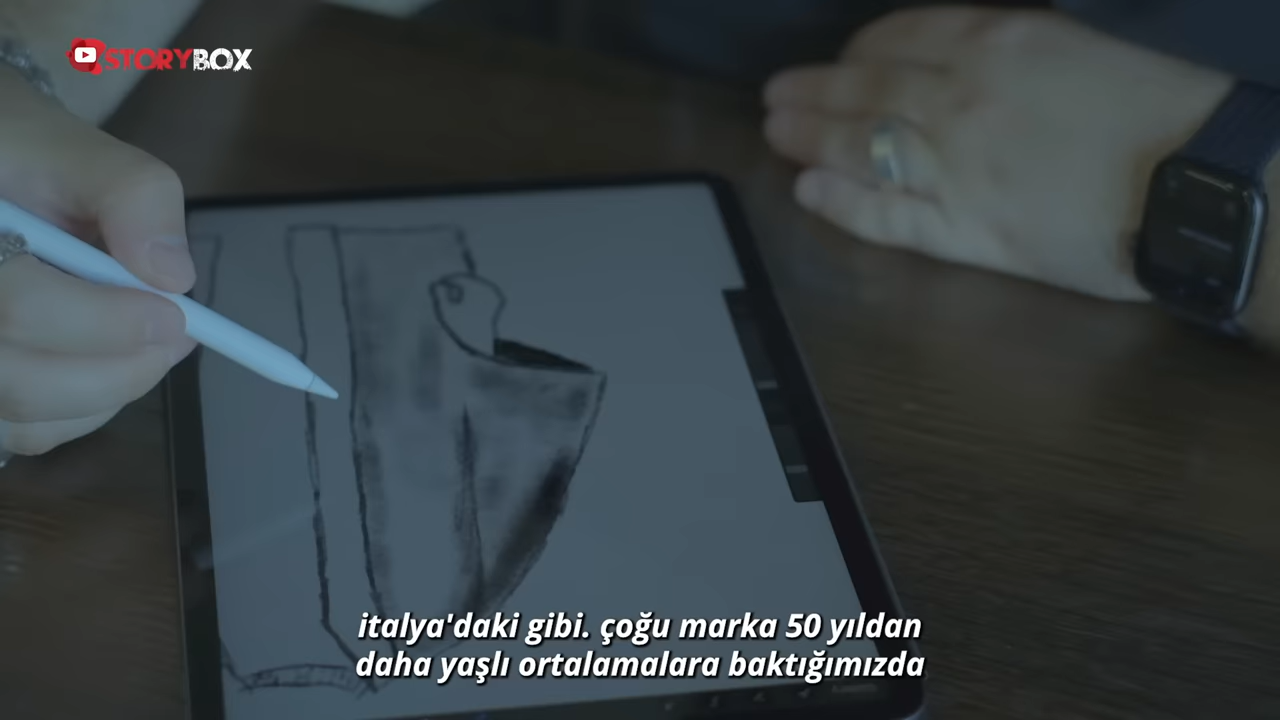 STORYBOX
italya'daki gibi. çoğu marka 50 yıldan
daha yaşlı ortalamalara baktığımızda